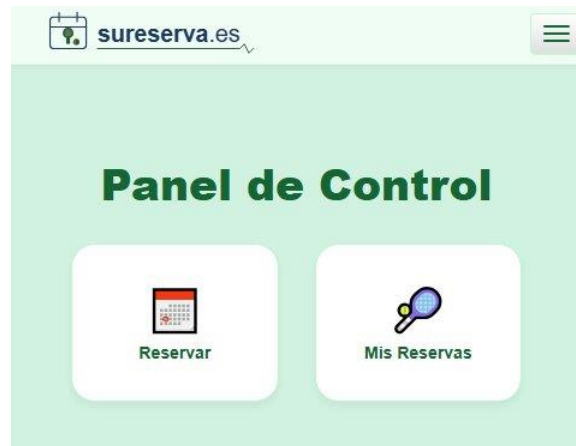 sureserva.es
Panel de Control
Reservar
Mis Reservas